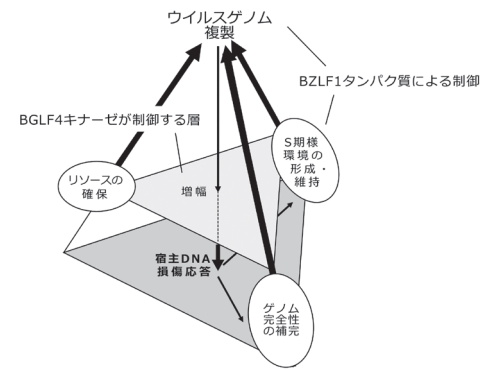 ウイルスゲノム
複製
BZLF1タンパク質による制御
BGLF4キナーゼが制御する層
S期様
環境の
形成・
維持
リソースの
確保
増幅
宿主DNA
損傷応答
ゲノム
完全性
の補完